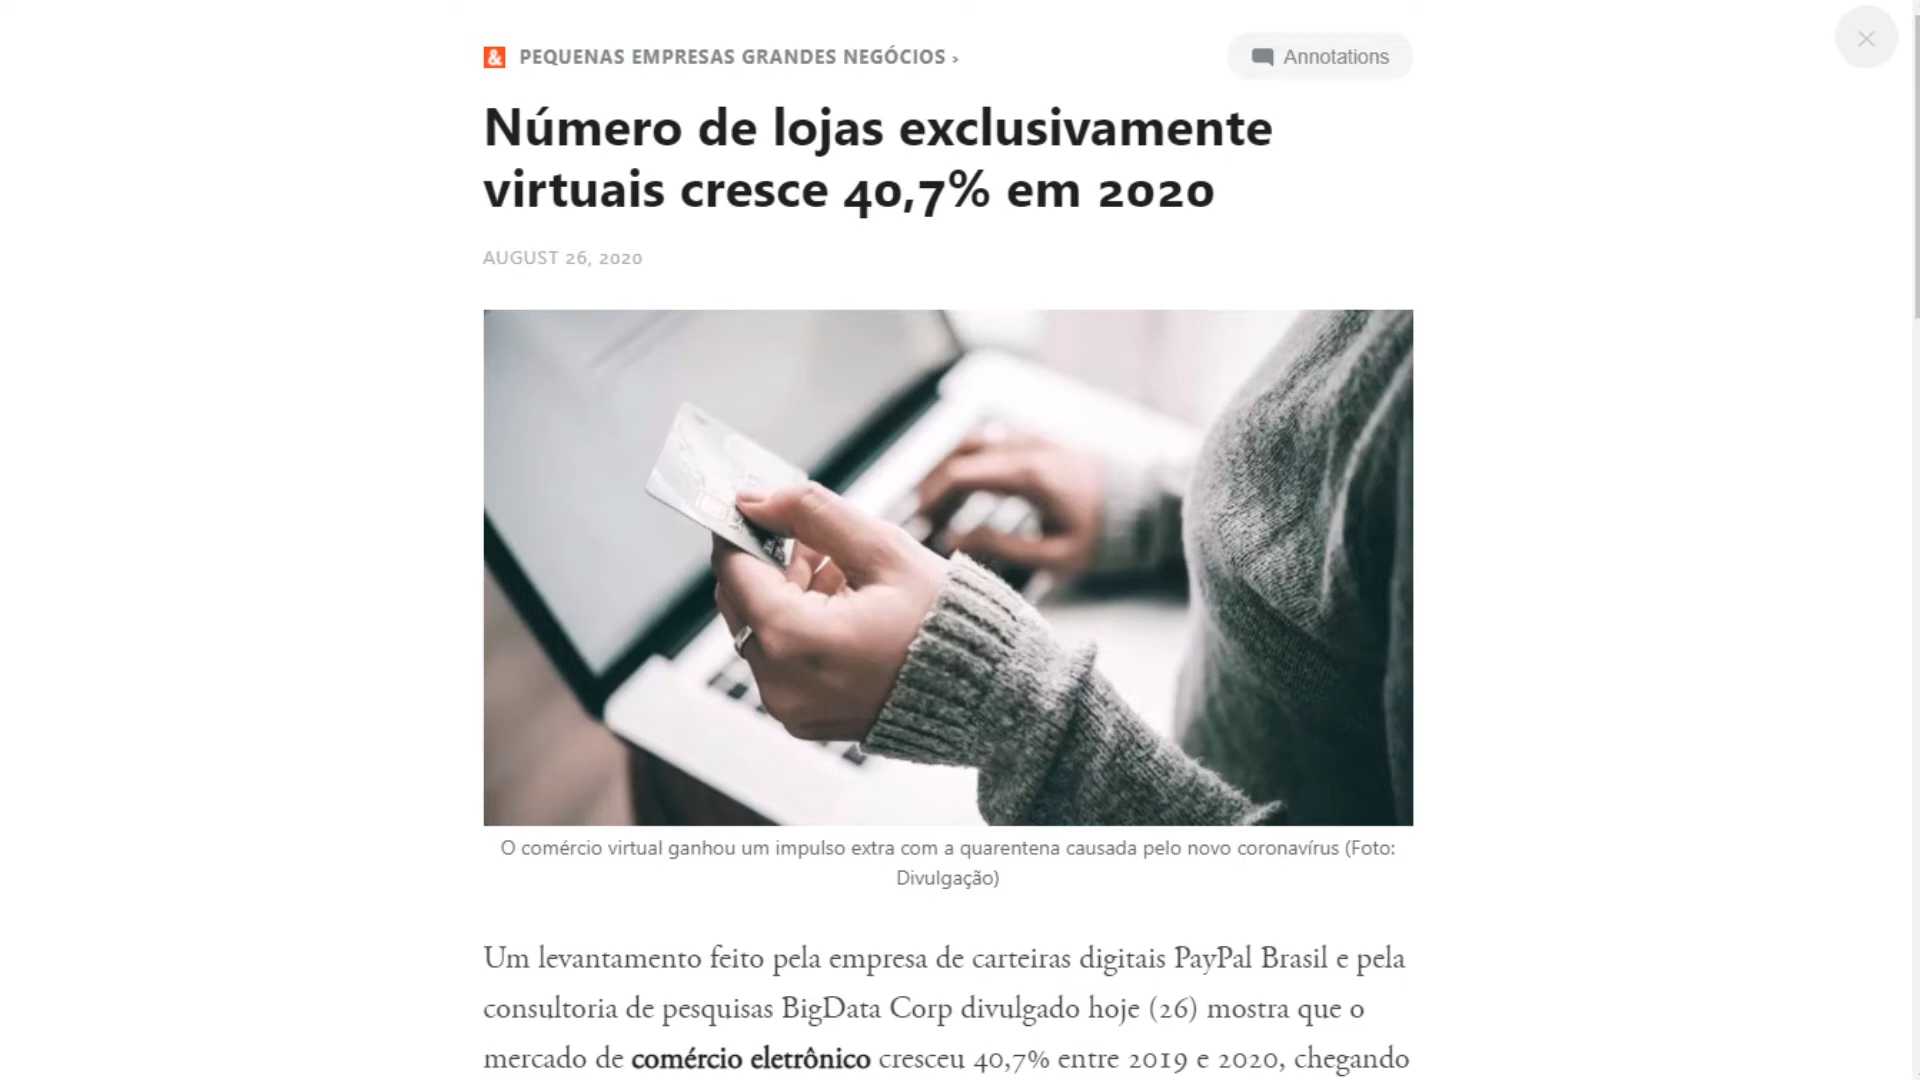 & PEQUENAS EMPRESAS GRANDES NEGÓCIOS ›
Annotations
Número de lojas exclusivamente
virtuais cresce 40,7% em 2020
AUGUST 26, 2020
O comércio virtual ganhou um impulso extra com a quarentena causada pelo novo coronavírus (Foto:
Divulgação)
Um levantamento feito pela empresa de carteiras digitais PayPal Brasil e pela
consultoria de pesquisas BigData Corp divulgado hoje (26) mostra que o
mercado de comércio eletrônico cresceu 40,7% entre 2019 e 2020, chegando